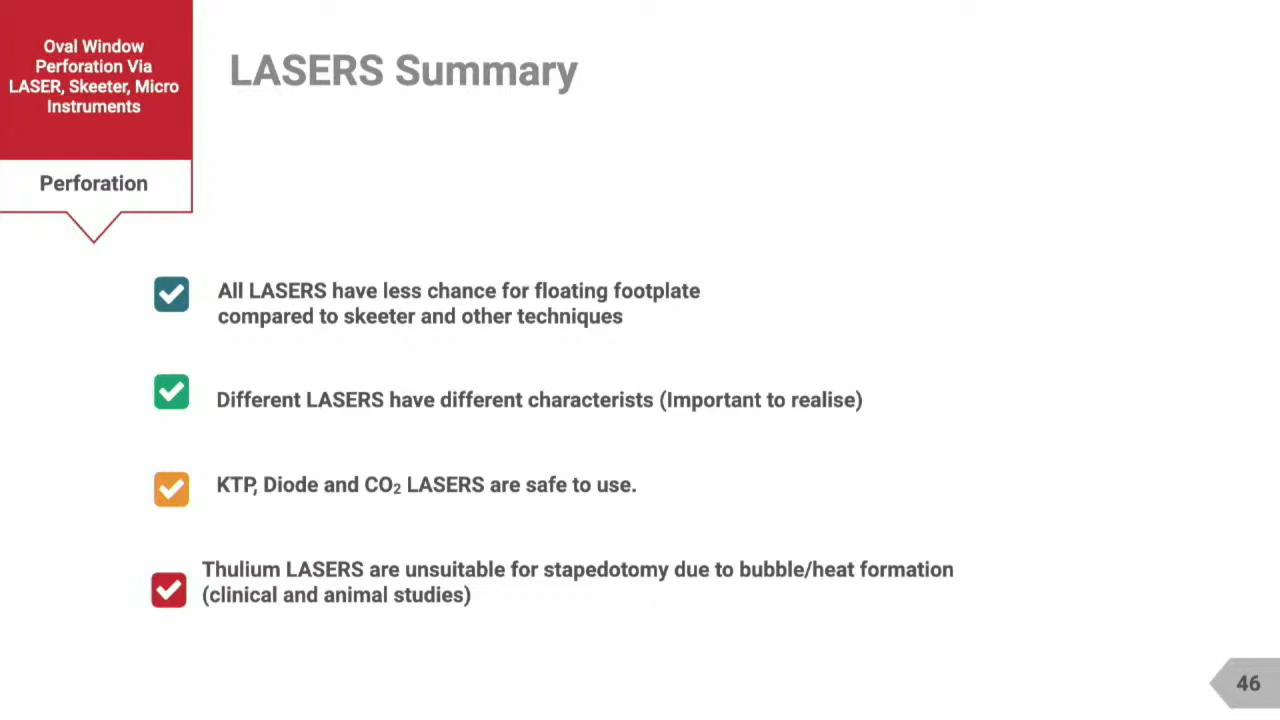 Oval Window
Perforation Via
LASER, Skeeter, Micro
Instruments
Perforation
LASERS Summary
All LASERS have less chance for floating footplate
compared to skeeter and other techniques
Different LASERS have different characterists (Important to realise)
KTP, Diode and CO₂ LASERS are safe to use.
Thulium LASERS are unsuitable for stapedotomy due to bubble/heat formation
(clinical and animal studies)
46